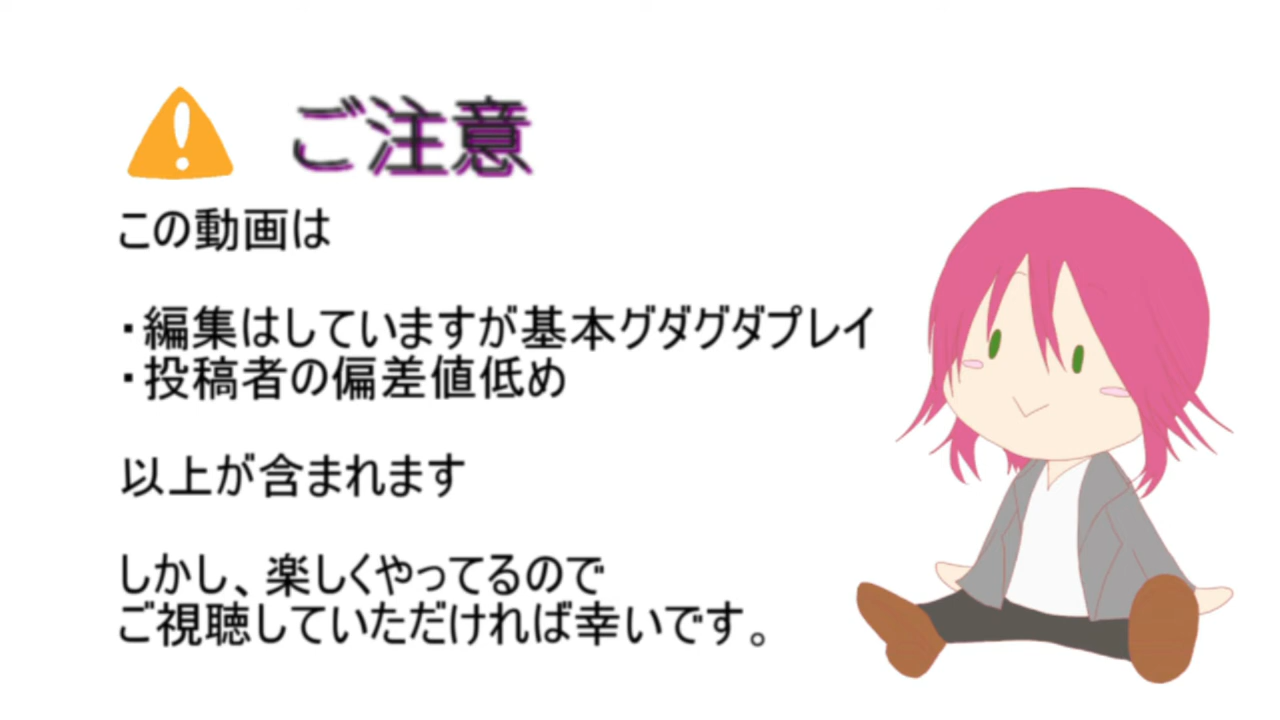 ご注意
この動画は
・編集はしていますが基本グダグダプレイ
・投稿者の偏差値低め
以上が含まれます
しかし、楽しくやってるので
ご視聴していただければ幸いです。